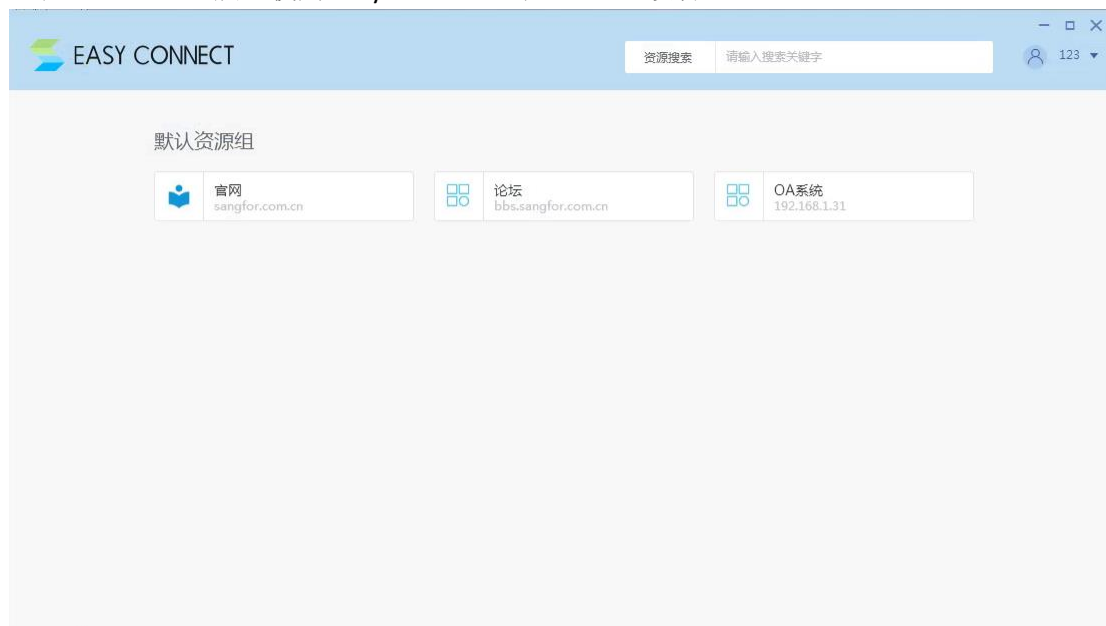 EASY CONNECT
资源搜索 请输入搜索关键字
123
默认资源组
官网
sangfor.com.cn
论坛
bbs.sangfor.com.cn
OA系统
192.168.1.31